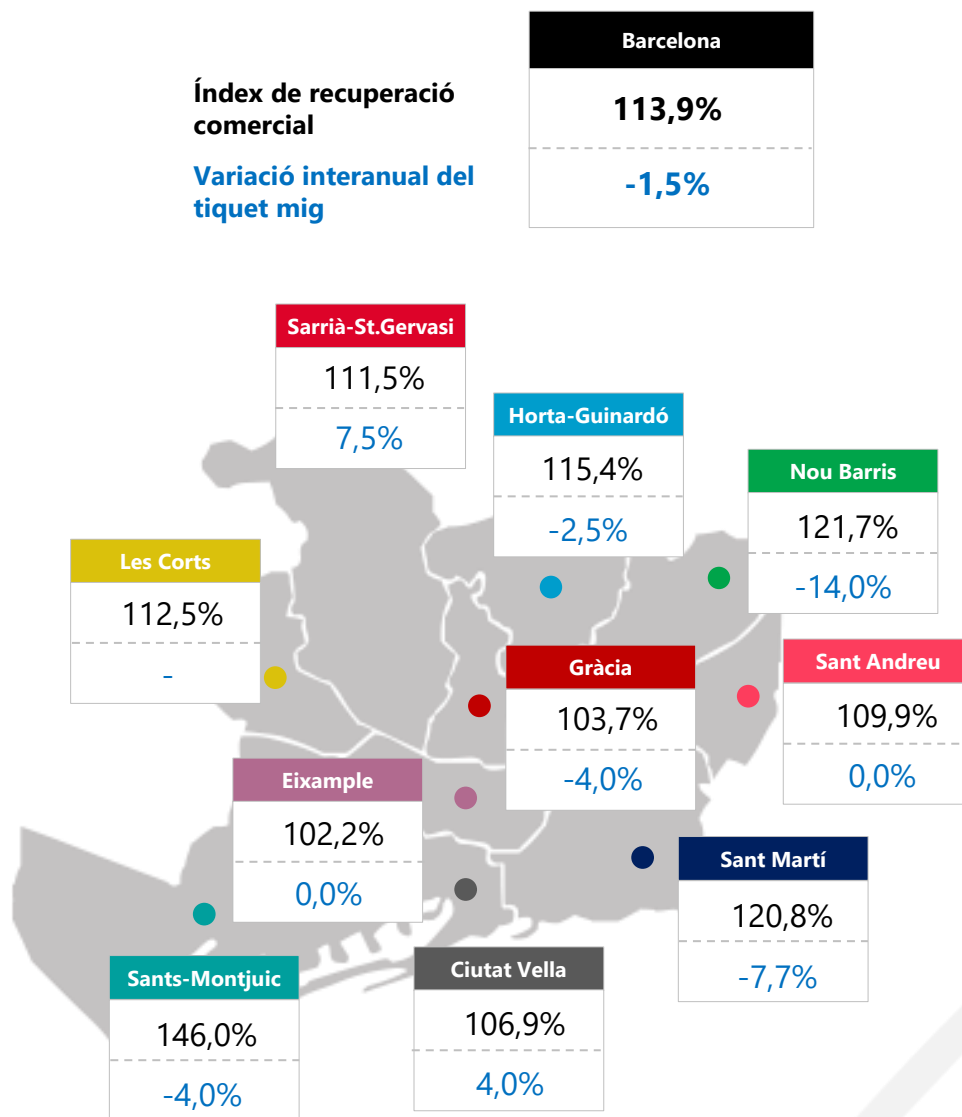 Barcelona
Índex de recuperació
comercial
113,9%
Variació interanual del
tiquet mig
-1,5%
Sarrià-St.Gervasi
111,5%
7,5%
Horta-Guinardó
115,4%
-2,5%
Nou Barris
121,7%
-14,0%
Les Corts
112,5%
-
Gràcia
103,7%
-4,0%
Sant Andreu
109,9%
0,0%
Eixample
102,2%
0,0%
Sant Martí
120,8%
-7,7%
Sants-Montjuic
146,0%
-4,0%
Ciutat Vella
106,9%
4,0%